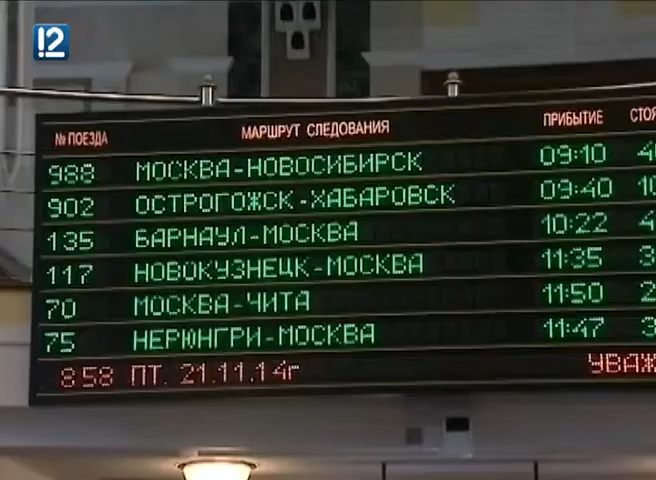 12
№ ПОЕЗДА МАРШРУТ СЛЕДОВАНИЯ ПРИБЫТИЕ
988 МОСКВА-НОВОСИБИРСК 09:10
902 ОСТРОГОЖСК-ХАБАРОВСК 09:40
135 БАРНАУЛ-МОСКВА 10:22
117 НОВОКУЗНЕЦК-МОСКВА 11:35
70 МОСКВА-ЧИТА 11:50
75 НЕРЮНГРИ-МОСКВА 11:47
8 58 ПТ. 21.11.14г